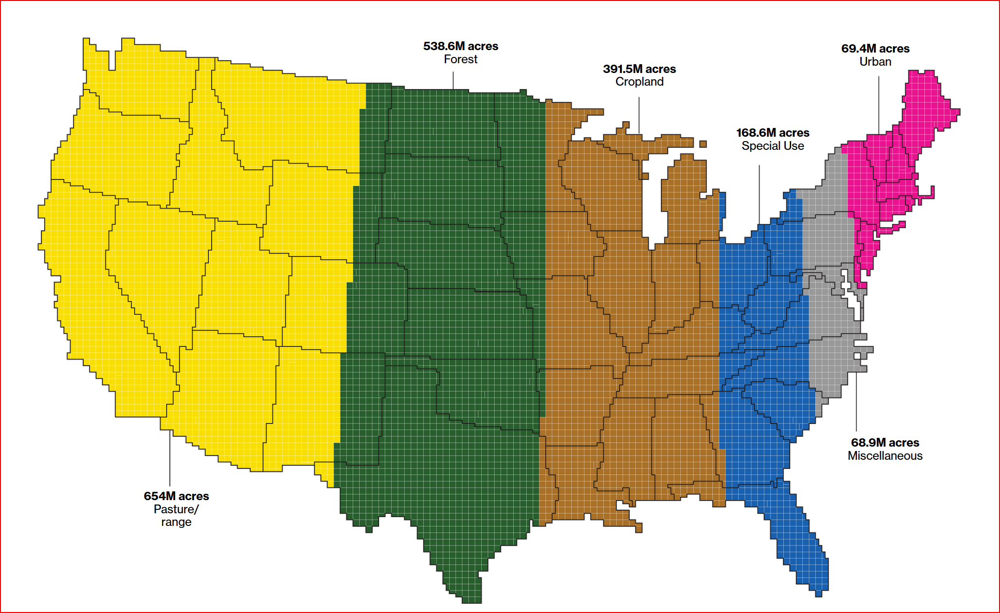 538.6M acres
Forest
391.5M acres
Cropland
69.4M acres
Urban
168.6M acres
Special Use
68.9M acres
Miscellaneous
654M acres
Pasture/
range